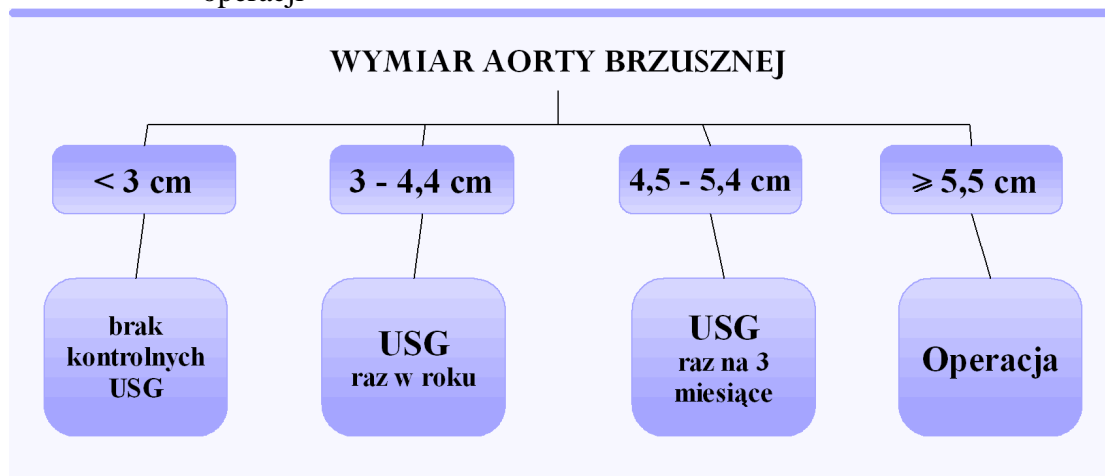 operacji
WYMIAR AORTY BRZUSZNEJ
< 3 cm
3 - 4,4 cm
4,5 - 5,4 cm
⩾ 5,5 cm
brak
kontrolnych
USG
USG
raz w roku
USG
raz na 3
miesiące
Operacja